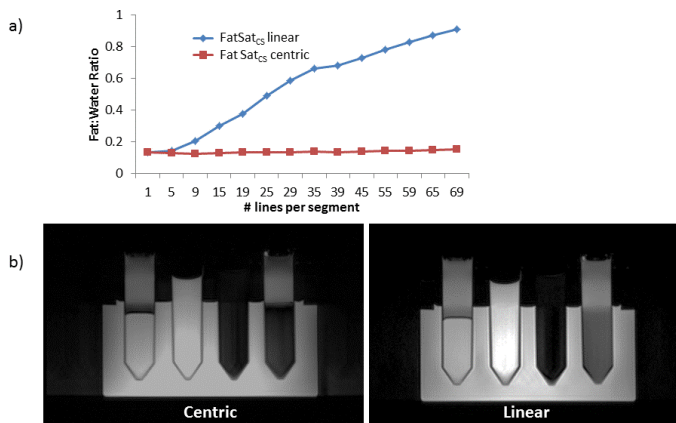 a)
Fat:Water Ratio
1
0.8
0.6
0.4
0.2
0
FatSatCS linear
Fat SatCS centric
1 5 9 15 19 25 29 35 39 45 55 59 65 69
# lines per segment
b)
Centric
Linear